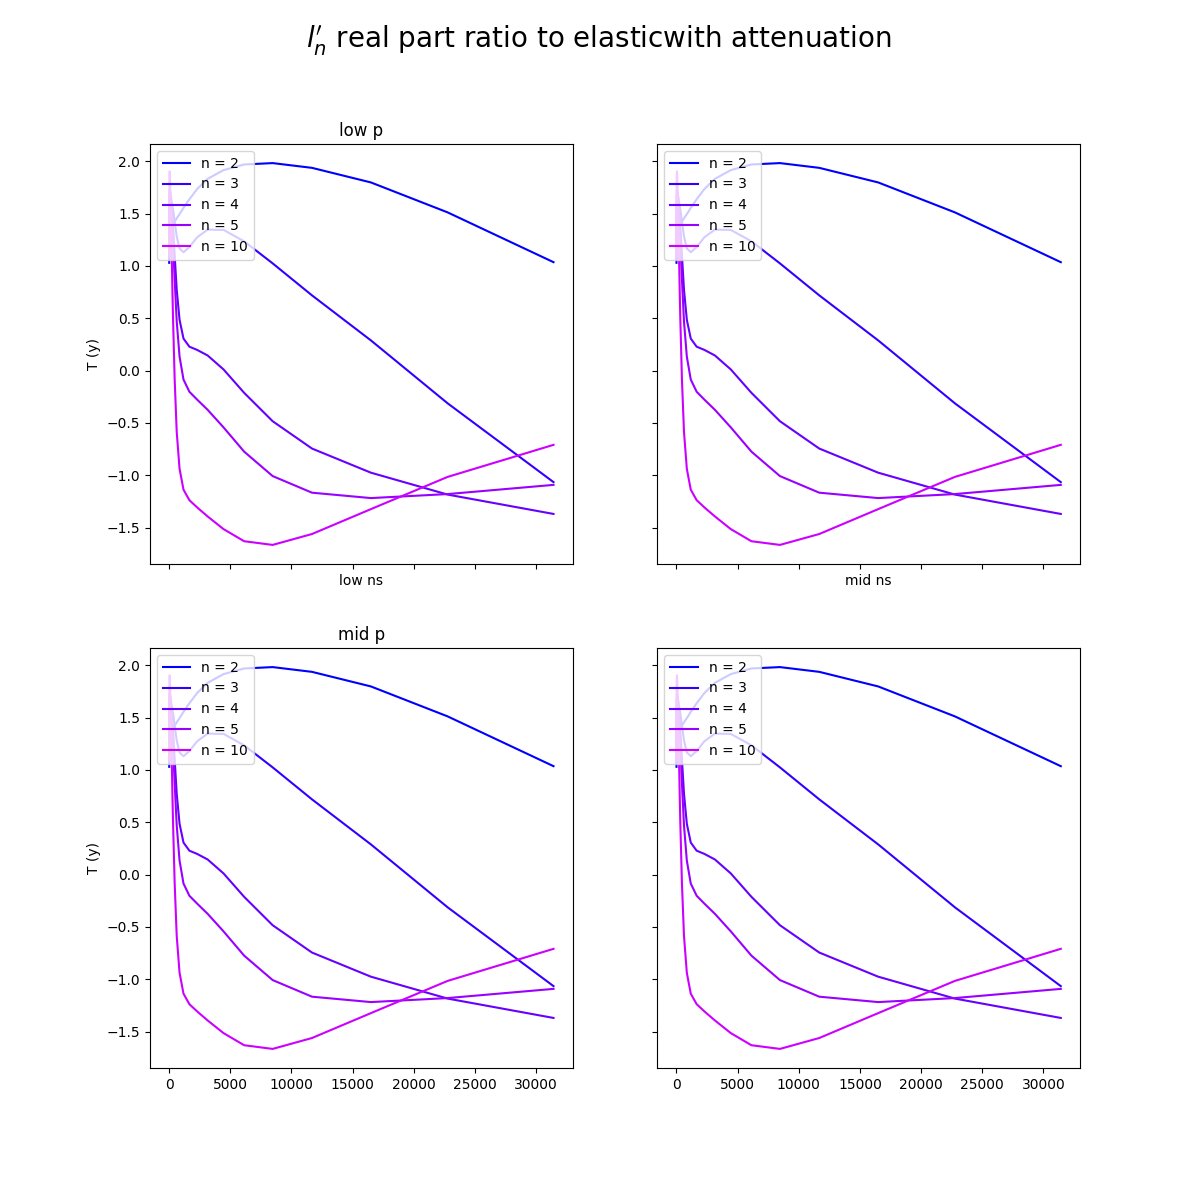 l′n real part ratio to elasticwith attenuation
low p
2.0
1.5
1.0
0.5
0.0
−0.5
−1.0
−1.5
T (y)
n = 2
n = 3
n = 4
n = 5
n = 10
low ns
n = 2
n = 3
n = 4
n = 5
n = 10
mid ns
mid p
2.0
1.5
1.0
0.5
0.0
−0.5
−1.0
−1.5
T (y)
n = 2
n = 3
n = 4
n = 5
n = 10
0 5000 10000 15000 20000 25000 30000
n = 2
n = 3
n = 4
n = 5
n = 10
0 5000 10000 15000 20000 25000 30000